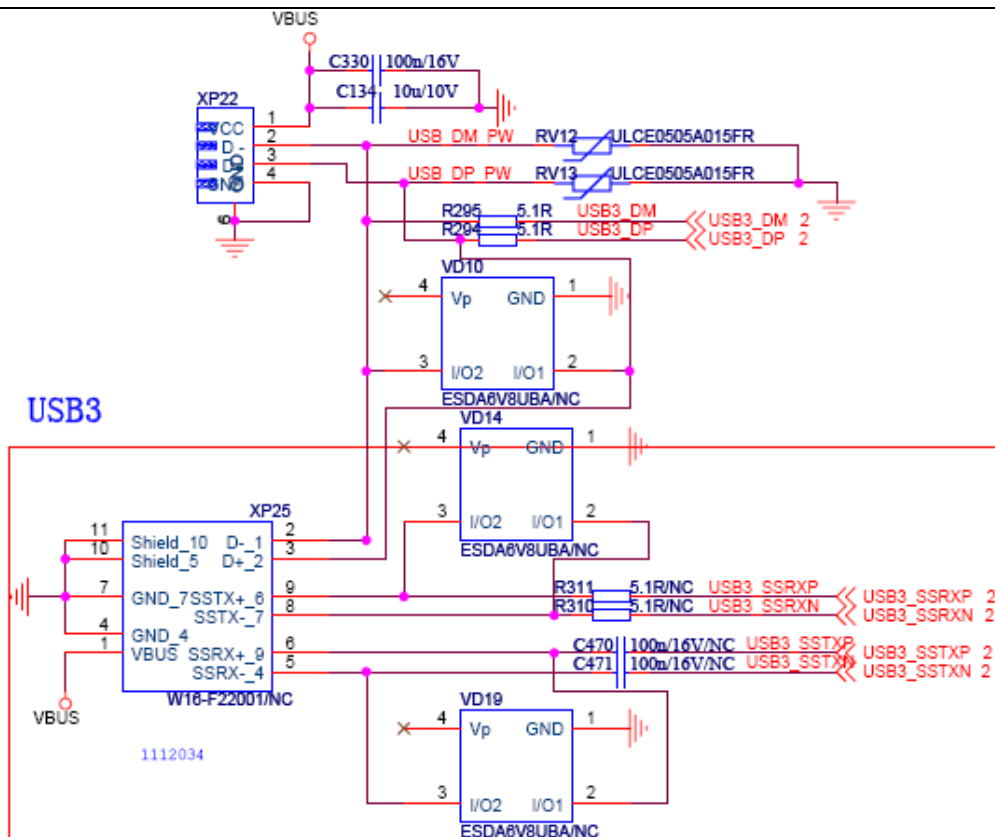 VBUS
C330 100n/16V
C134 10u/10V
XP22
VCC 1
D- 2
3
GND 4
GND
6
USB_DM_PW RV12 ULCE0505A015FR
USB_DP_PW RV13 ULCE0505A015FR
R295 5.1R USB3_DM USB3_DM 2
R294 5.1R USB3_DP USB3_DP 2
VD10
4 Vp GND 1
3 I/O2 I/O1 2
ESDA6V8UBA/NC
USB3
VD14
4 Vp GND 1
3 I/O2 I/O1 2
ESDA6V8UBA/NC
XP25
11 Shield_10 D-_1 2
10 Shield_5 D+_2 3
7 GND_7 SSTX+_6 9
SSTX-_7 8
4 GND_4
1 VBUS SSRX+_9 6
SSRX-_4 5
W16-F22001/NC
VBUS
1112034
R311 5.1R/NC USB3_SSRXP USB3_SSRXP 2
R310 5.1R/NC USB3_SSRXN USB3_SSRXN 2
C470 100n/16V/NC USB3_SSTXP USB3_SSTXP 2
C471 100n/16V/NC USB3_SSTXN USB3_SSTXN 2
VD19
4 Vp GND 1
3 I/O2 I/O1 2
ESDA6V8UBA/NC